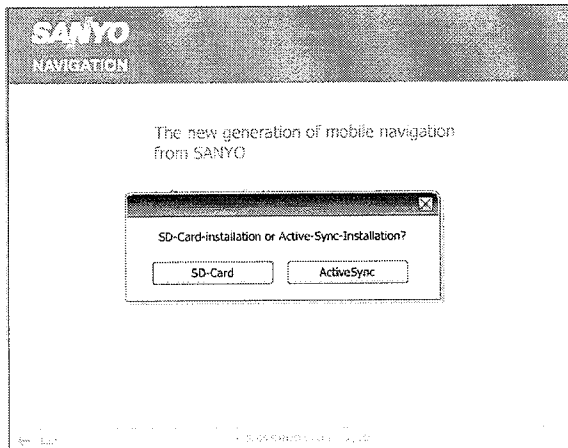 SANYO
NAVIGATION
The new generation of mobile navigation
from SANYO
SD-Card-installation or Active-Sync-Installation?
SD-Card
ActiveSync